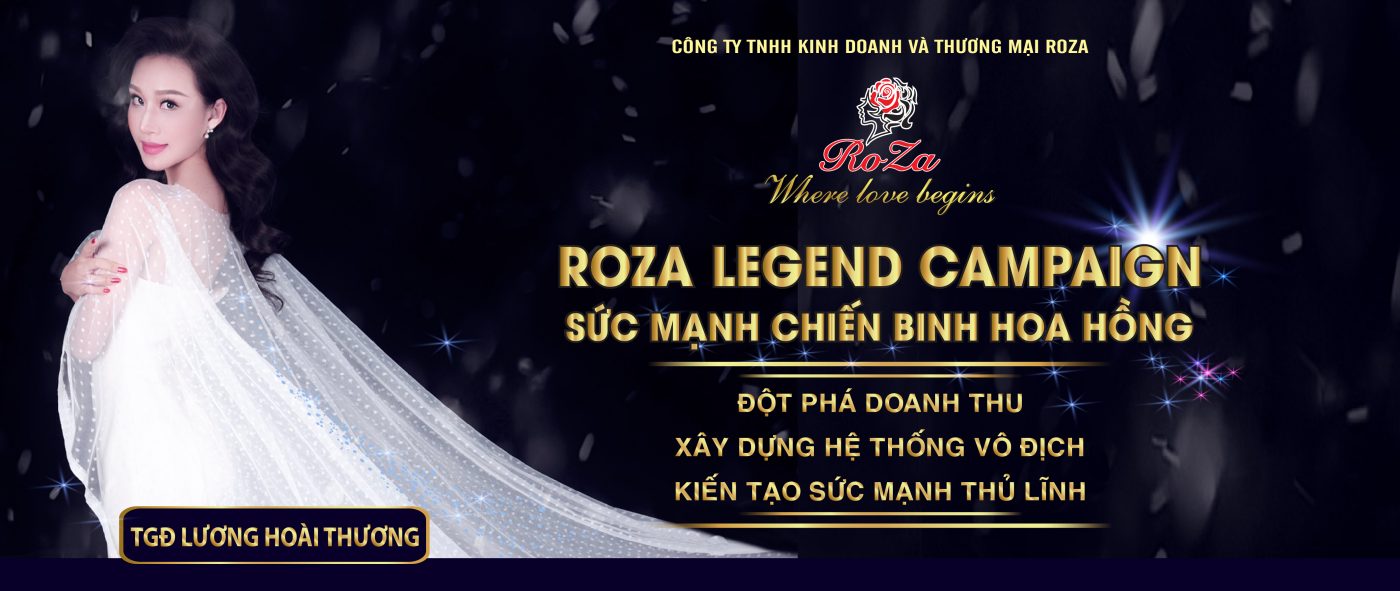 CÔNG TY TNHH KINH DOANH VÀ THƯƠNG MẠI ROZA
RoZa
Where love begins
ROZA LEGEND CAMPAIGN
SỨC MẠNH CHIẾN BINH HOA HỒNG
ĐỘT PHÁ DOANH THU
XÂY DỰNG HỆ THỐNG VÔ ĐỊCH
KIẾN TẠO SỨC MẠNH THỦ LĨNH
TGĐ LƯƠNG HOÀI THƯƠNG